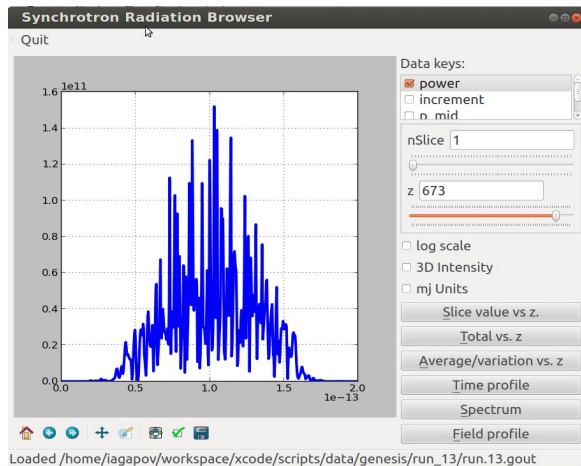 Synchrotron Radiation Browser
Quit
Data keys:
power
increment
p_mid
nSlice 1
z 673
log scale
3D Intensity
mj Units
Slice value vs z.
Total vs. z
Average/variation vs. z
Time profile
Spectrum
Field profile
1e11
1.6
1.4
1.2
1.0
0.8
0.6
0.4
0.2
0.0
0.0 0.5 1.0 1.5 2.0
1e−13
Loaded /home/iagapov/workspace/xcode/scripts/data/genesis/run_13/run.13.gout